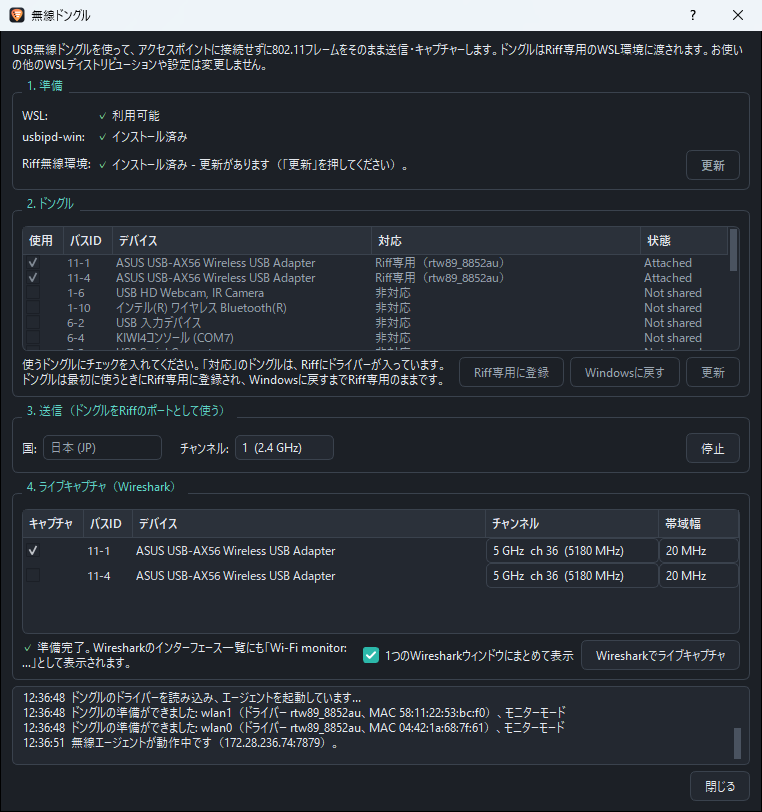 無線ドングル
USB無線ドングルを使って、アクセスポイントに接続せずに802.11フレームをそのまま送信・キャプチャーします。ドングルはRiff専用のWSL環境に渡されます。お使い
の他のWSLディストリビューションや設定は変更しません。
1. 準備
WSL: ✓ 利用可能
usbipd-win: ✓ インストール済み
Riff無線環境: ✓ インストール済み - 更新があります（「更新」を押してください）。 更新
2. ドングル
使用 バスID デバイス 対応 状態
✓ 11-1 ASUS USB-AX56 Wireless USB Adapter Riff専用（rtw89_8852au） Attached
✓ 11-4 ASUS USB-AX56 Wireless USB Adapter Riff専用（rtw89_8852au） Attached
1-6 USB HD Webcam, IR Camera 非対応 Not shared
1-10 インテル(R) ワイヤレス Bluetooth(R) 非対応 Not shared
6-2 USB 入力デバイス 非対応 Not shared
6-4 KIWI4コンソール (COM7) 非対応 Not shared
使うドングルにチェックを入れてください。「対応」のドングルは、Riffにドライバーが入っています。
ドングルは最初に使うときにRiff専用に登録され、Windowsに戻すまでRiff専用のままです。
Riff専用に登録 Windowsに戻す 更新
3. 送信（ドングルをRiffのポートとして使う）
国: 日本 (JP) チャンネル: 1 (2.4 GHz) 停止
4. ライブキャプチャ（Wireshark）
キャプチャ バスID デバイス チャンネル 帯域幅
✓ 11-1 ASUS USB-AX56 Wireless USB Adapter 5 GHz ch 36 (5180 MHz) 20 MHz
11-4 ASUS USB-AX56 Wireless USB Adapter 5 GHz ch 36 (5180 MHz) 20 MHz
✓ 準備完了。Wiresharkのインターフェース一覧にも「Wi-Fi monitor:
...」として表示されます。
1つのWiresharkウィンドウにまとめて表示 Wiresharkでライブキャプチャ
12:36:48 ドングルのドライバーを読み込み、エージェントを起動しています...
12:36:48 ドングルの準備ができました: wlan1（ドライバー rtw89_8852au、MAC 58:11:22:53:bc:f0）、モニターモード
12:36:48 ドングルの準備ができました: wlan0（ドライバー rtw89_8852au、MAC 04:42:1a:68:7f:61）、モニターモード
12:36:51 無線エージェントが動作中です（172.28.236.74:7879）。
閉じる